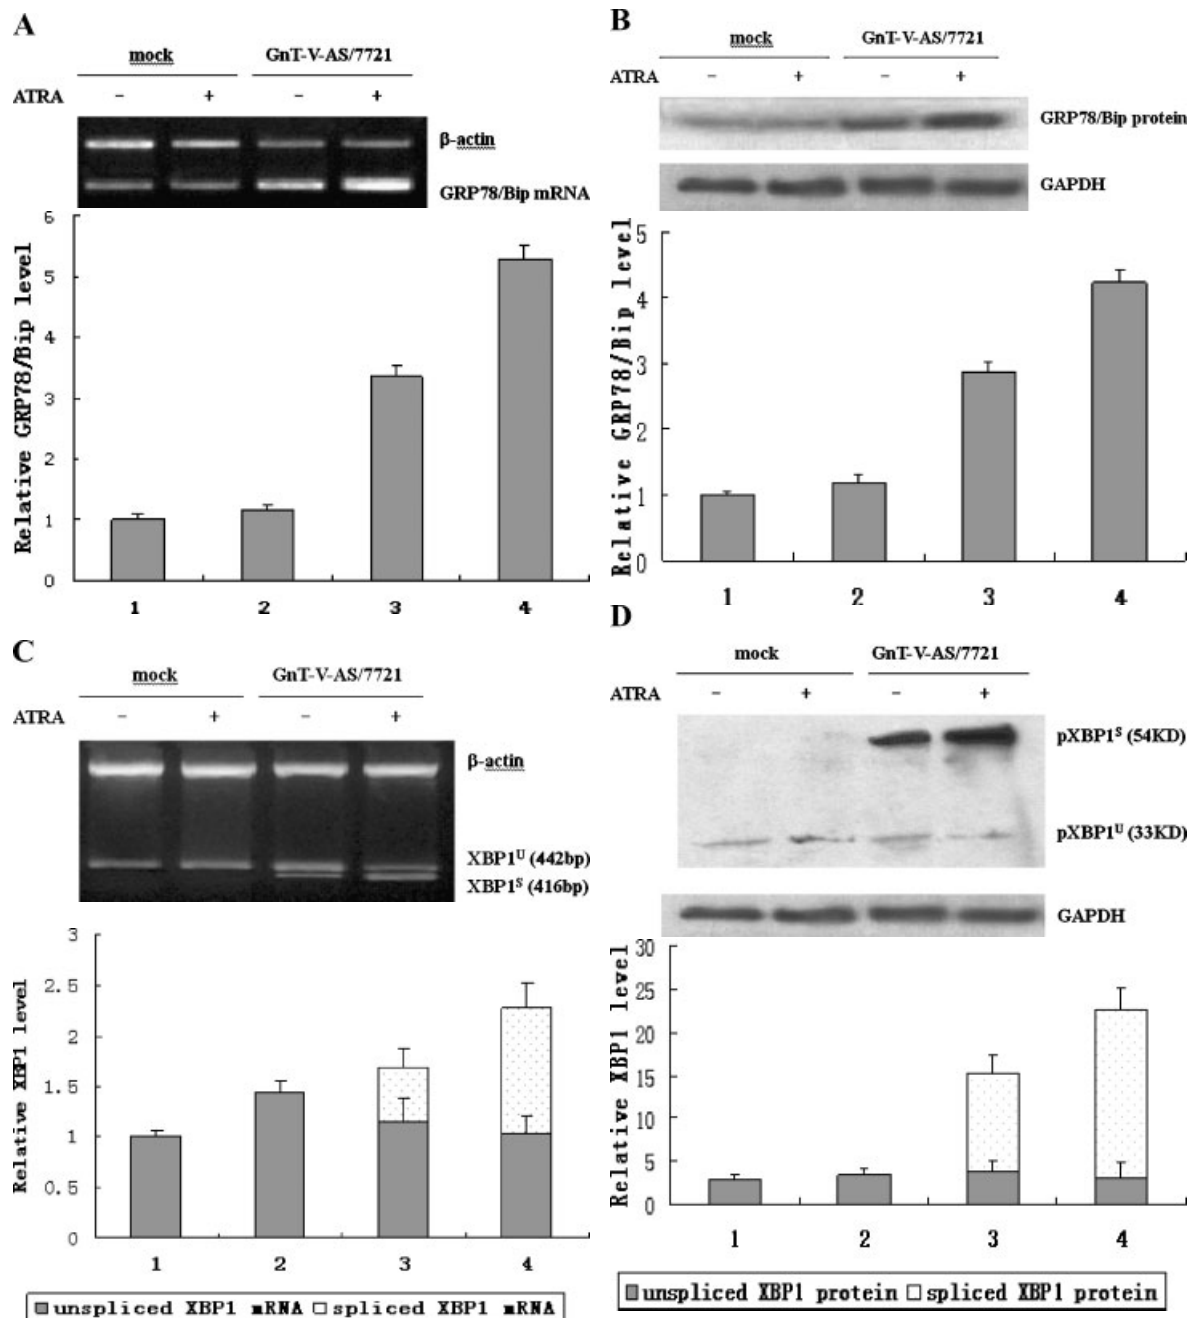 A
mock GnT-V-AS/7721
ATRA - + - +
β-actin
GRP78/Bip mRNA
Relative GRP78/Bip level
6
5
4
3
2
1
0
1 2 3 4
B
mock GnT-V-AS/7721
ATRA - + - +
GRP78/Bip protein
GAPDH
Relative GRP78/Bip level
5
4
3
2
1
0
1 2 3 4
C
mock GnT-V-AS/7721
ATRA - + - +
β-actin
XBP1U (442bp)
XBP1S (416bp)
Relative XBP1 level
3
2.5
2
1.5
1
0.5
0
1 2 3 4
unspliced XBP1 mRNA spliced XBP1 mRNA
D
mock GnT-V-AS/7721
ATRA - + - +
pXBP1S (54KD)
pXBP1U (33KD)
GAPDH
Relative XBP1 level
30
25
20
15
10
5
0
1 2 3 4
unspliced XBP1 protein spliced XBP1 protein